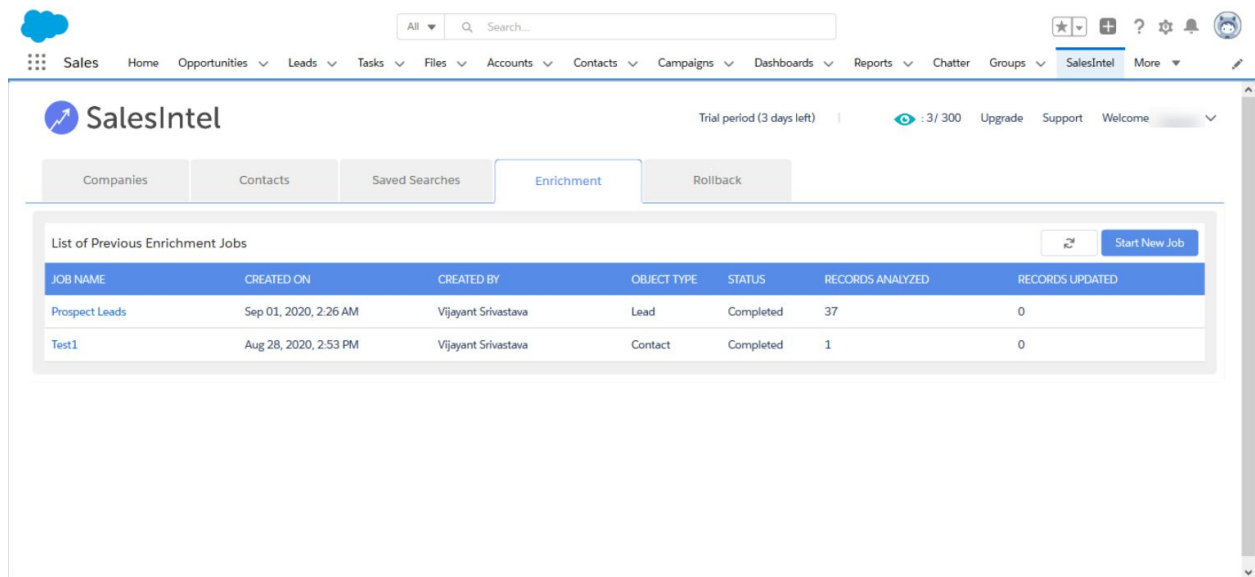 All Search...
Sales Home Opportunities Leads Tasks Files Accounts Contacts Campaigns Dashboards Reports Chatter Groups SalesIntel More
SalesIntel Trial period (3 days left) : 3/ 300 Upgrade Support Welcome
Companies Contacts Saved Searches Enrichment Rollback
List of Previous Enrichment Jobs Start New Job
JOB NAME CREATED ON CREATED BY OBJECT TYPE STATUS RECORDS ANALYZED RECORDS UPDATED
Prospect Leads Sep 01, 2020, 2:26 AM Vijayant Srivastava Lead Completed 37 0
Test1 Aug 28, 2020, 2:53 PM Vijayant Srivastava Contact Completed 1 0